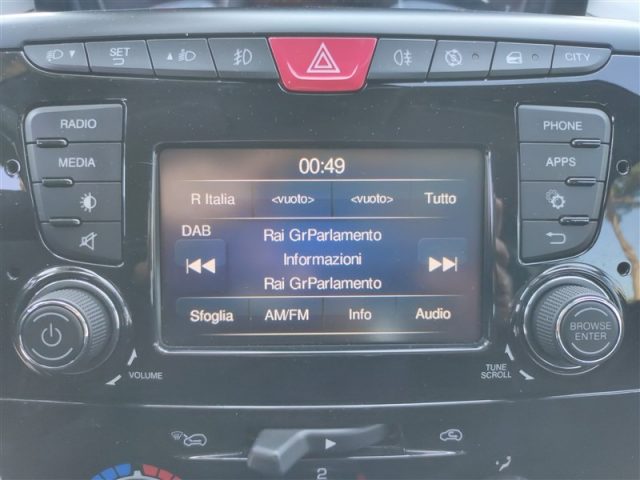 SET
CITY
RADIO
PHONE
00:49
MEDIA
APPS
R Italia <vuoto> <vuoto> Tutto
DAB
Rai GrParlamento
Informazioni
Rai GrParlamento
Sfoglia AM/FM Info Audio
BROWSE
ENTER
VOLUME
TUNE
SCROLL
2